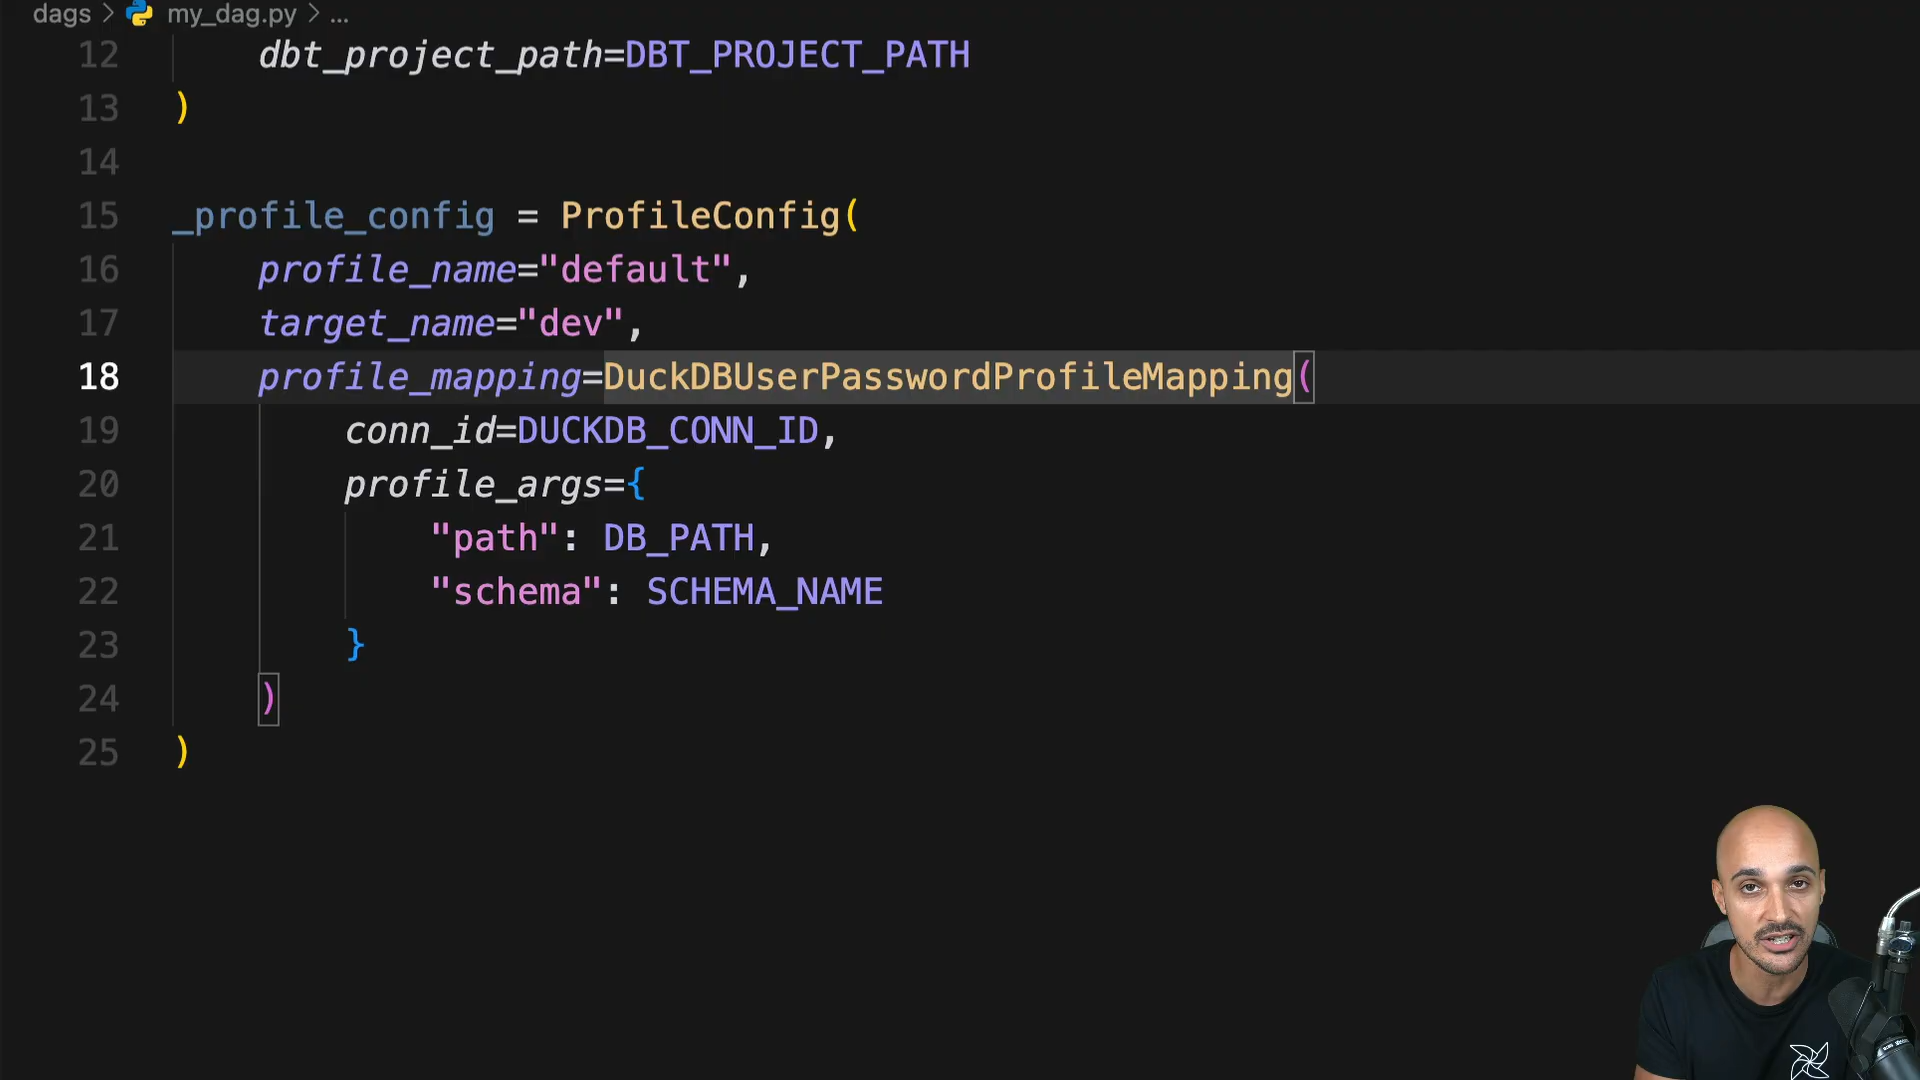 dags > my_dag.py > ...
12 dbt_project_path=DBT_PROJECT_PATH
13 )
14
15 _profile_config = ProfileConfig(
16 profile_name="default",
17 target_name="dev",
18 profile_mapping=DuckDBUserPasswordProfileMapping(
19 conn_id=DUCKDB_CONN_ID,
20 profile_args={
21 "path": DB_PATH,
22 "schema": SCHEMA_NAME
23 }
24 )
25 )